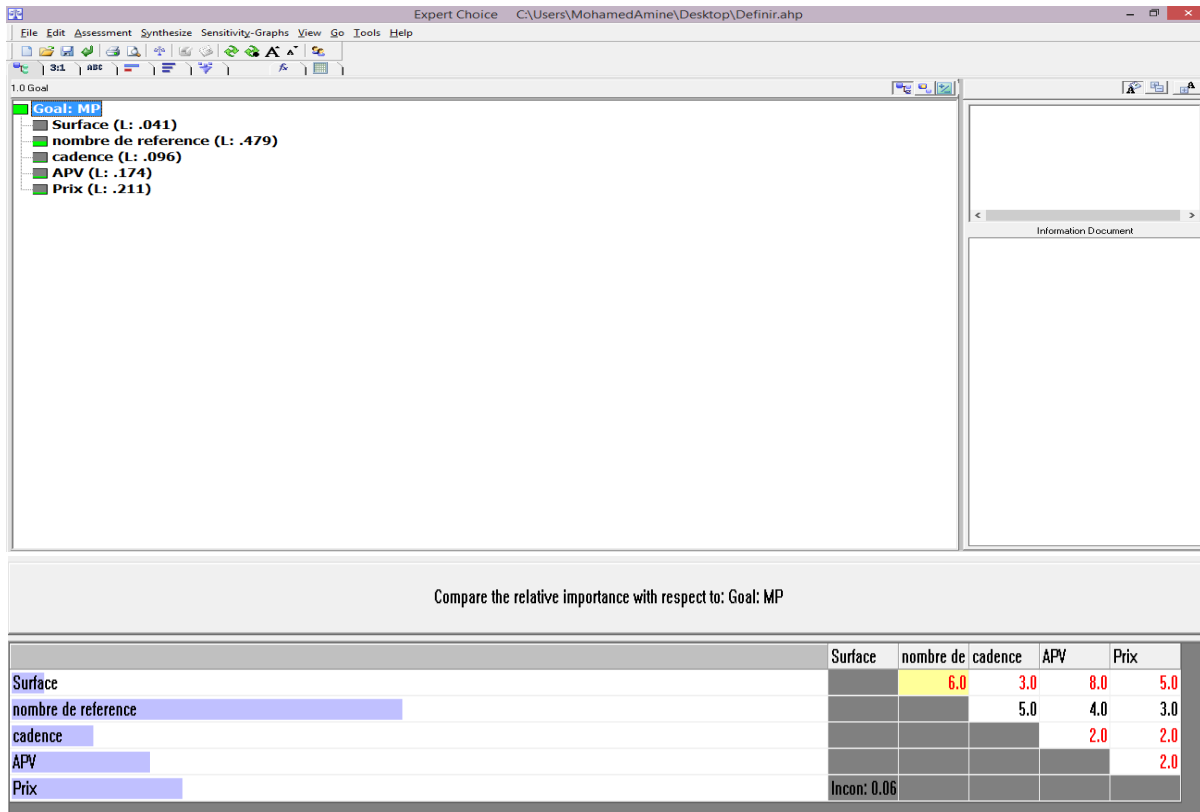 Expert Choice C:\Users\MohamedAmine\Desktop\Definir.ahp
File Edit Assessment Synthesize Sensitivity-Graphs View Go Tools Help
3:1 ABC
1.0 Goal
Goal: MP
Surface (L: .041)
nombre de reference (L: .479)
cadence (L: .096)
APV (L: .174)
Prix (L: .211)
Information Document
Compare the relative importance with respect to: Goal: MP
Surface nombre de cadence APV Prix
Surface 6.0 3.0 8.0 5.0
nombre de reference 5.0 4.0 3.0
cadence 2.0 2.0
APV 2.0
Prix Incon: 0.06